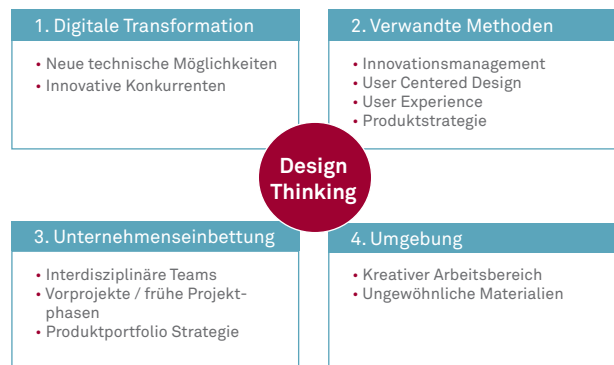 1. Digitale Transformation
• Neue technische Möglichkeiten
• Innovative Konkurrenten
2. Verwandte Methoden
• Innovationsmanagement
• User Centered Design
• User Experience
• Produktstrategie
Design
Thinking
3. Unternehmenseinbettung
• Interdisziplinäre Teams
• Vorprojekte / frühe Projekt-
phasen
• Produktportfolio Strategie
4. Umgebung
• Kreativer Arbeitsbereich
• Ungewöhnliche Materialien